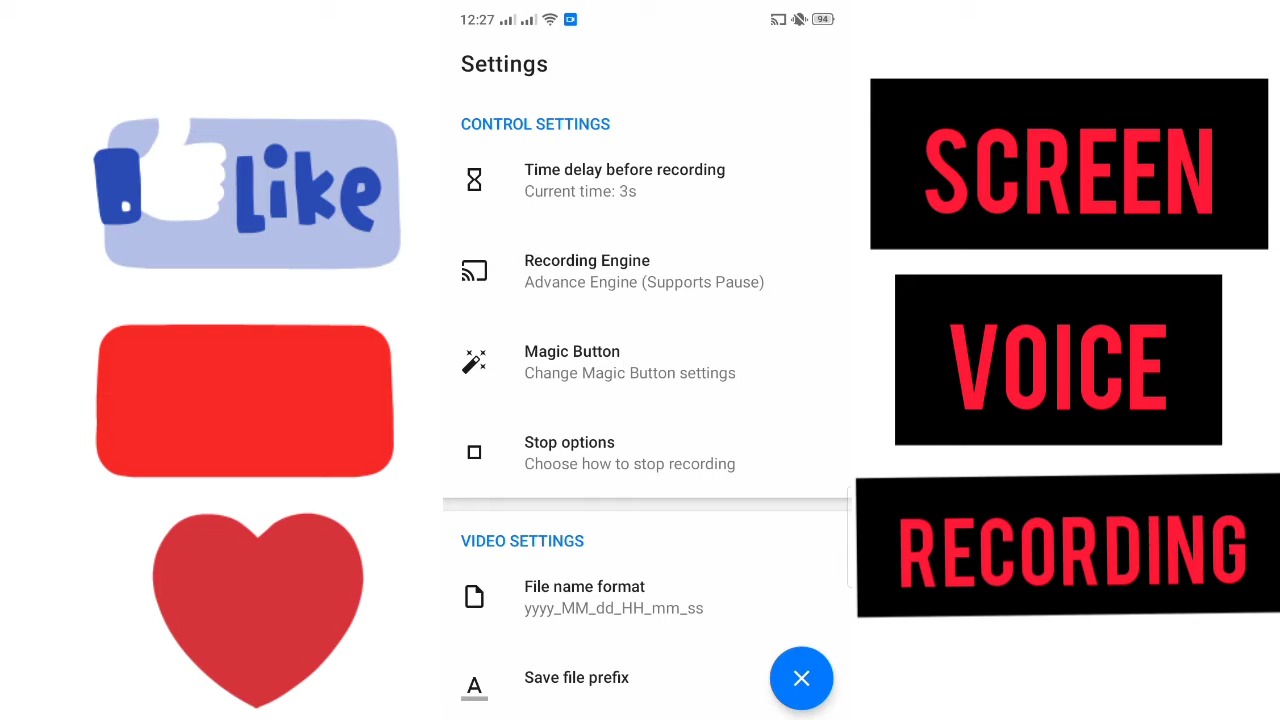 Like
12:27
94
Settings
CONTROL SETTINGS
Time delay before recording
Current time: 3s
Recording Engine
Advance Engine (Supports Pause)
Magic Button
Change Magic Button settings
Stop options
Choose how to stop recording
VIDEO SETTINGS
File name format
yyyy_MM_dd_HH_mm_ss
A
Save file prefix
SCREEN
VOICE
RECORDING